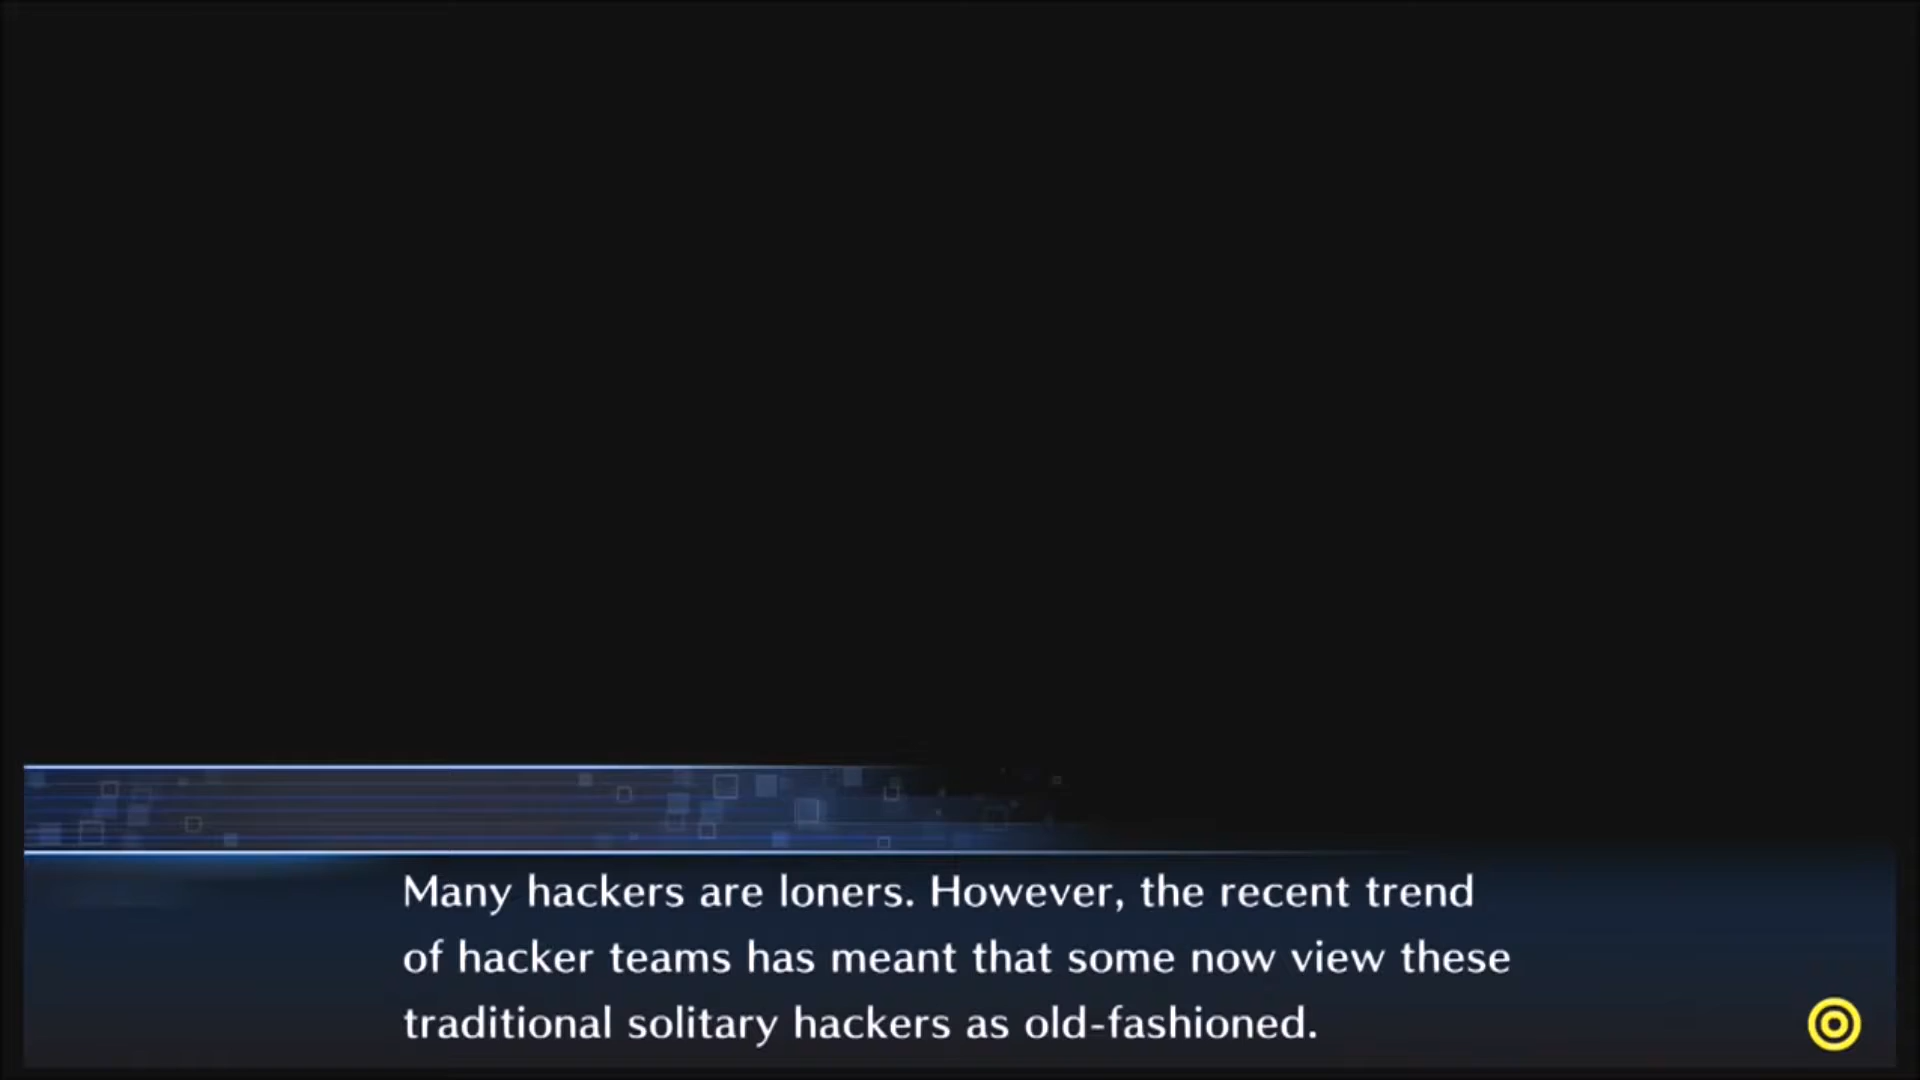 Many hackers are loners. However, the recent trend
of hacker teams has meant that some now view these
traditional solitary hackers as old-fashioned.